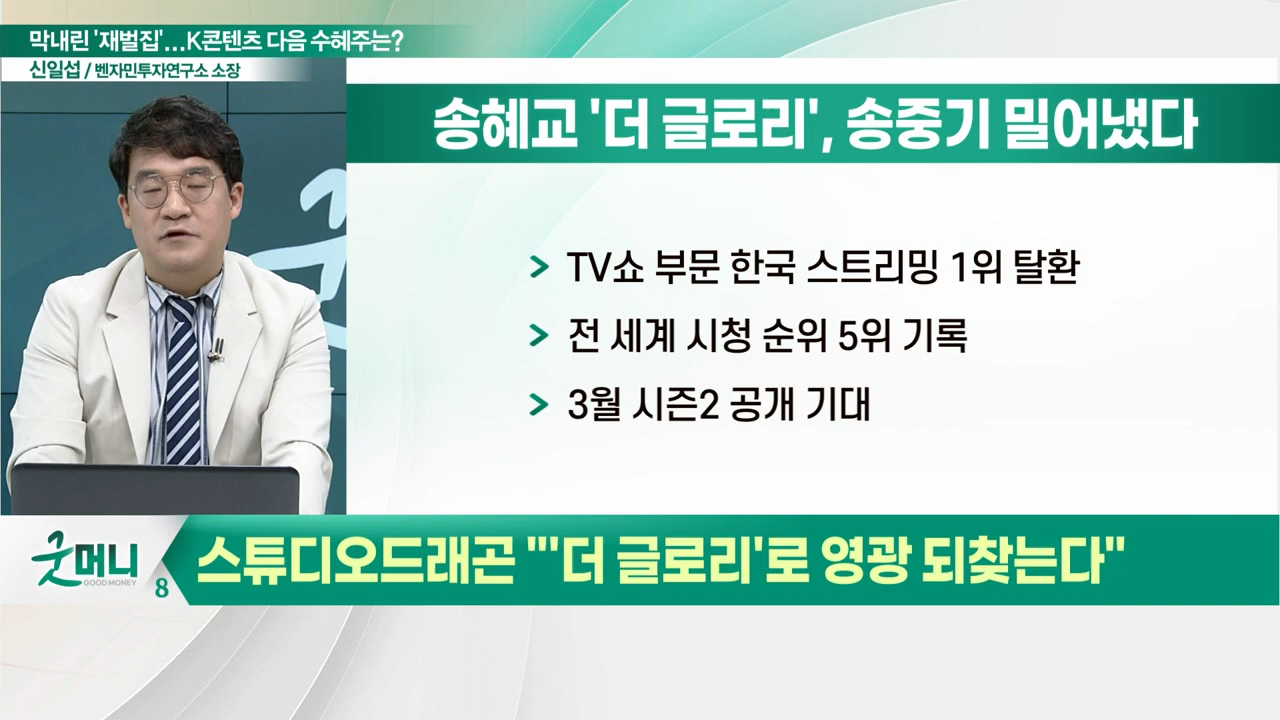 막내린 '재벌집'...K콘텐츠 다음 수혜주는?
신일섭 / 벤자민투자연구소 소장
송혜교 '더 글로리', 송중기 밀어냈다
> TV쇼 부문 한국 스트리밍 1위 탈환
> 전 세계 시청 순위 5위 기록
> 3월 시즌2 공개 기대
굿머니
GOOD MONEY
8
스튜디오드래곤 "'더 글로리'로 영광 되찾는다"